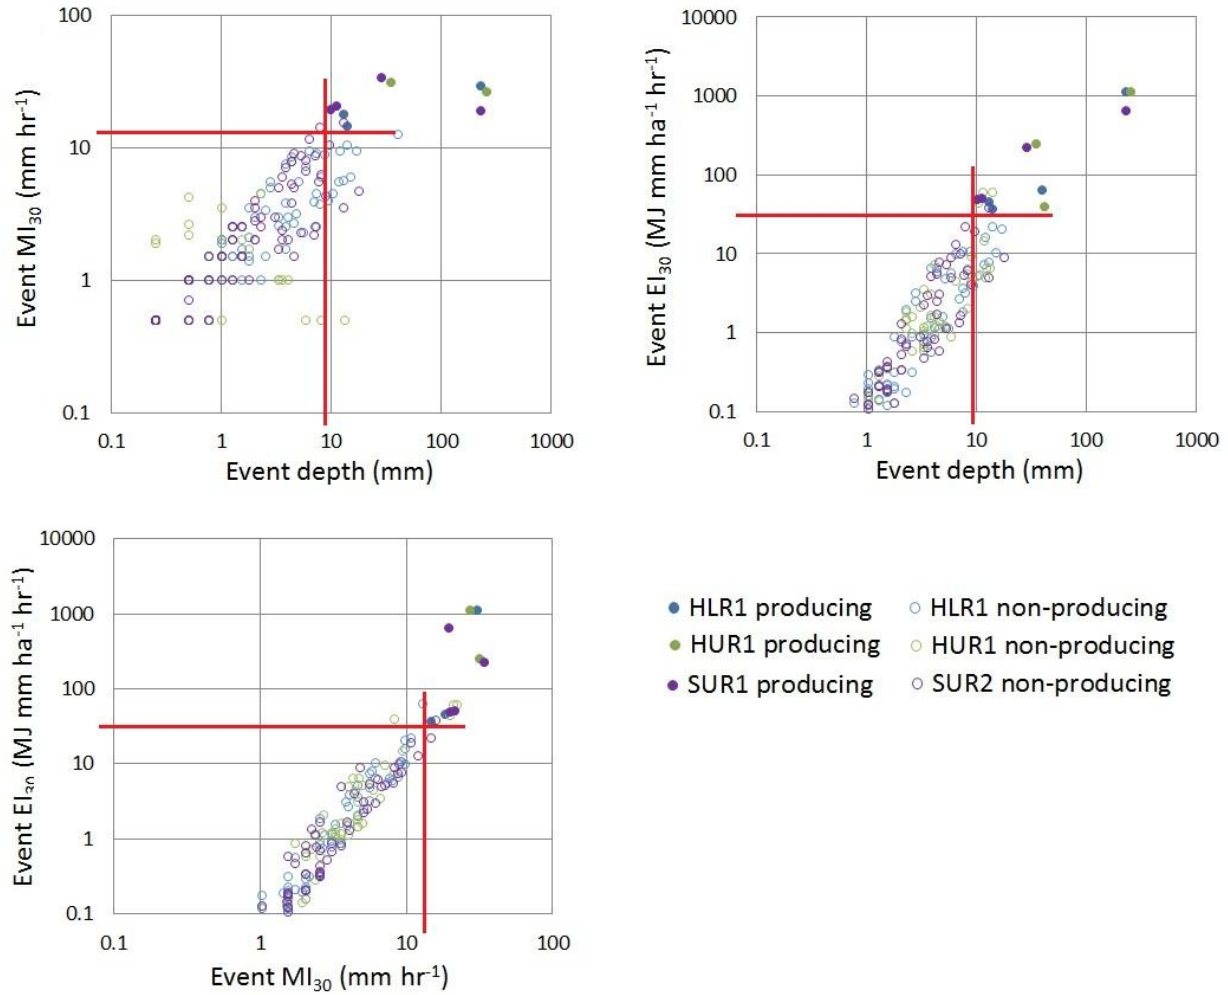 100
10
1
0.1
Event MI30 (mm hr-1)
0.1 1 10 100 1000
Event depth (mm)
10000
1000
100
10
1
0.1
Event EI30 (MJ mm ha-1 hr-1)
0.1 1 10 100 1000
Event depth (mm)
10000
1000
100
10
1
0.1
Event EI30 (MJ mm ha-1 hr-1)
0.1 1 10 100
Event MI30 (mm hr-1)
HLR1 producing HLR1 non-producing
HUR1 producing HUR1 non-producing
SUR1 producing SUR2 non-producing